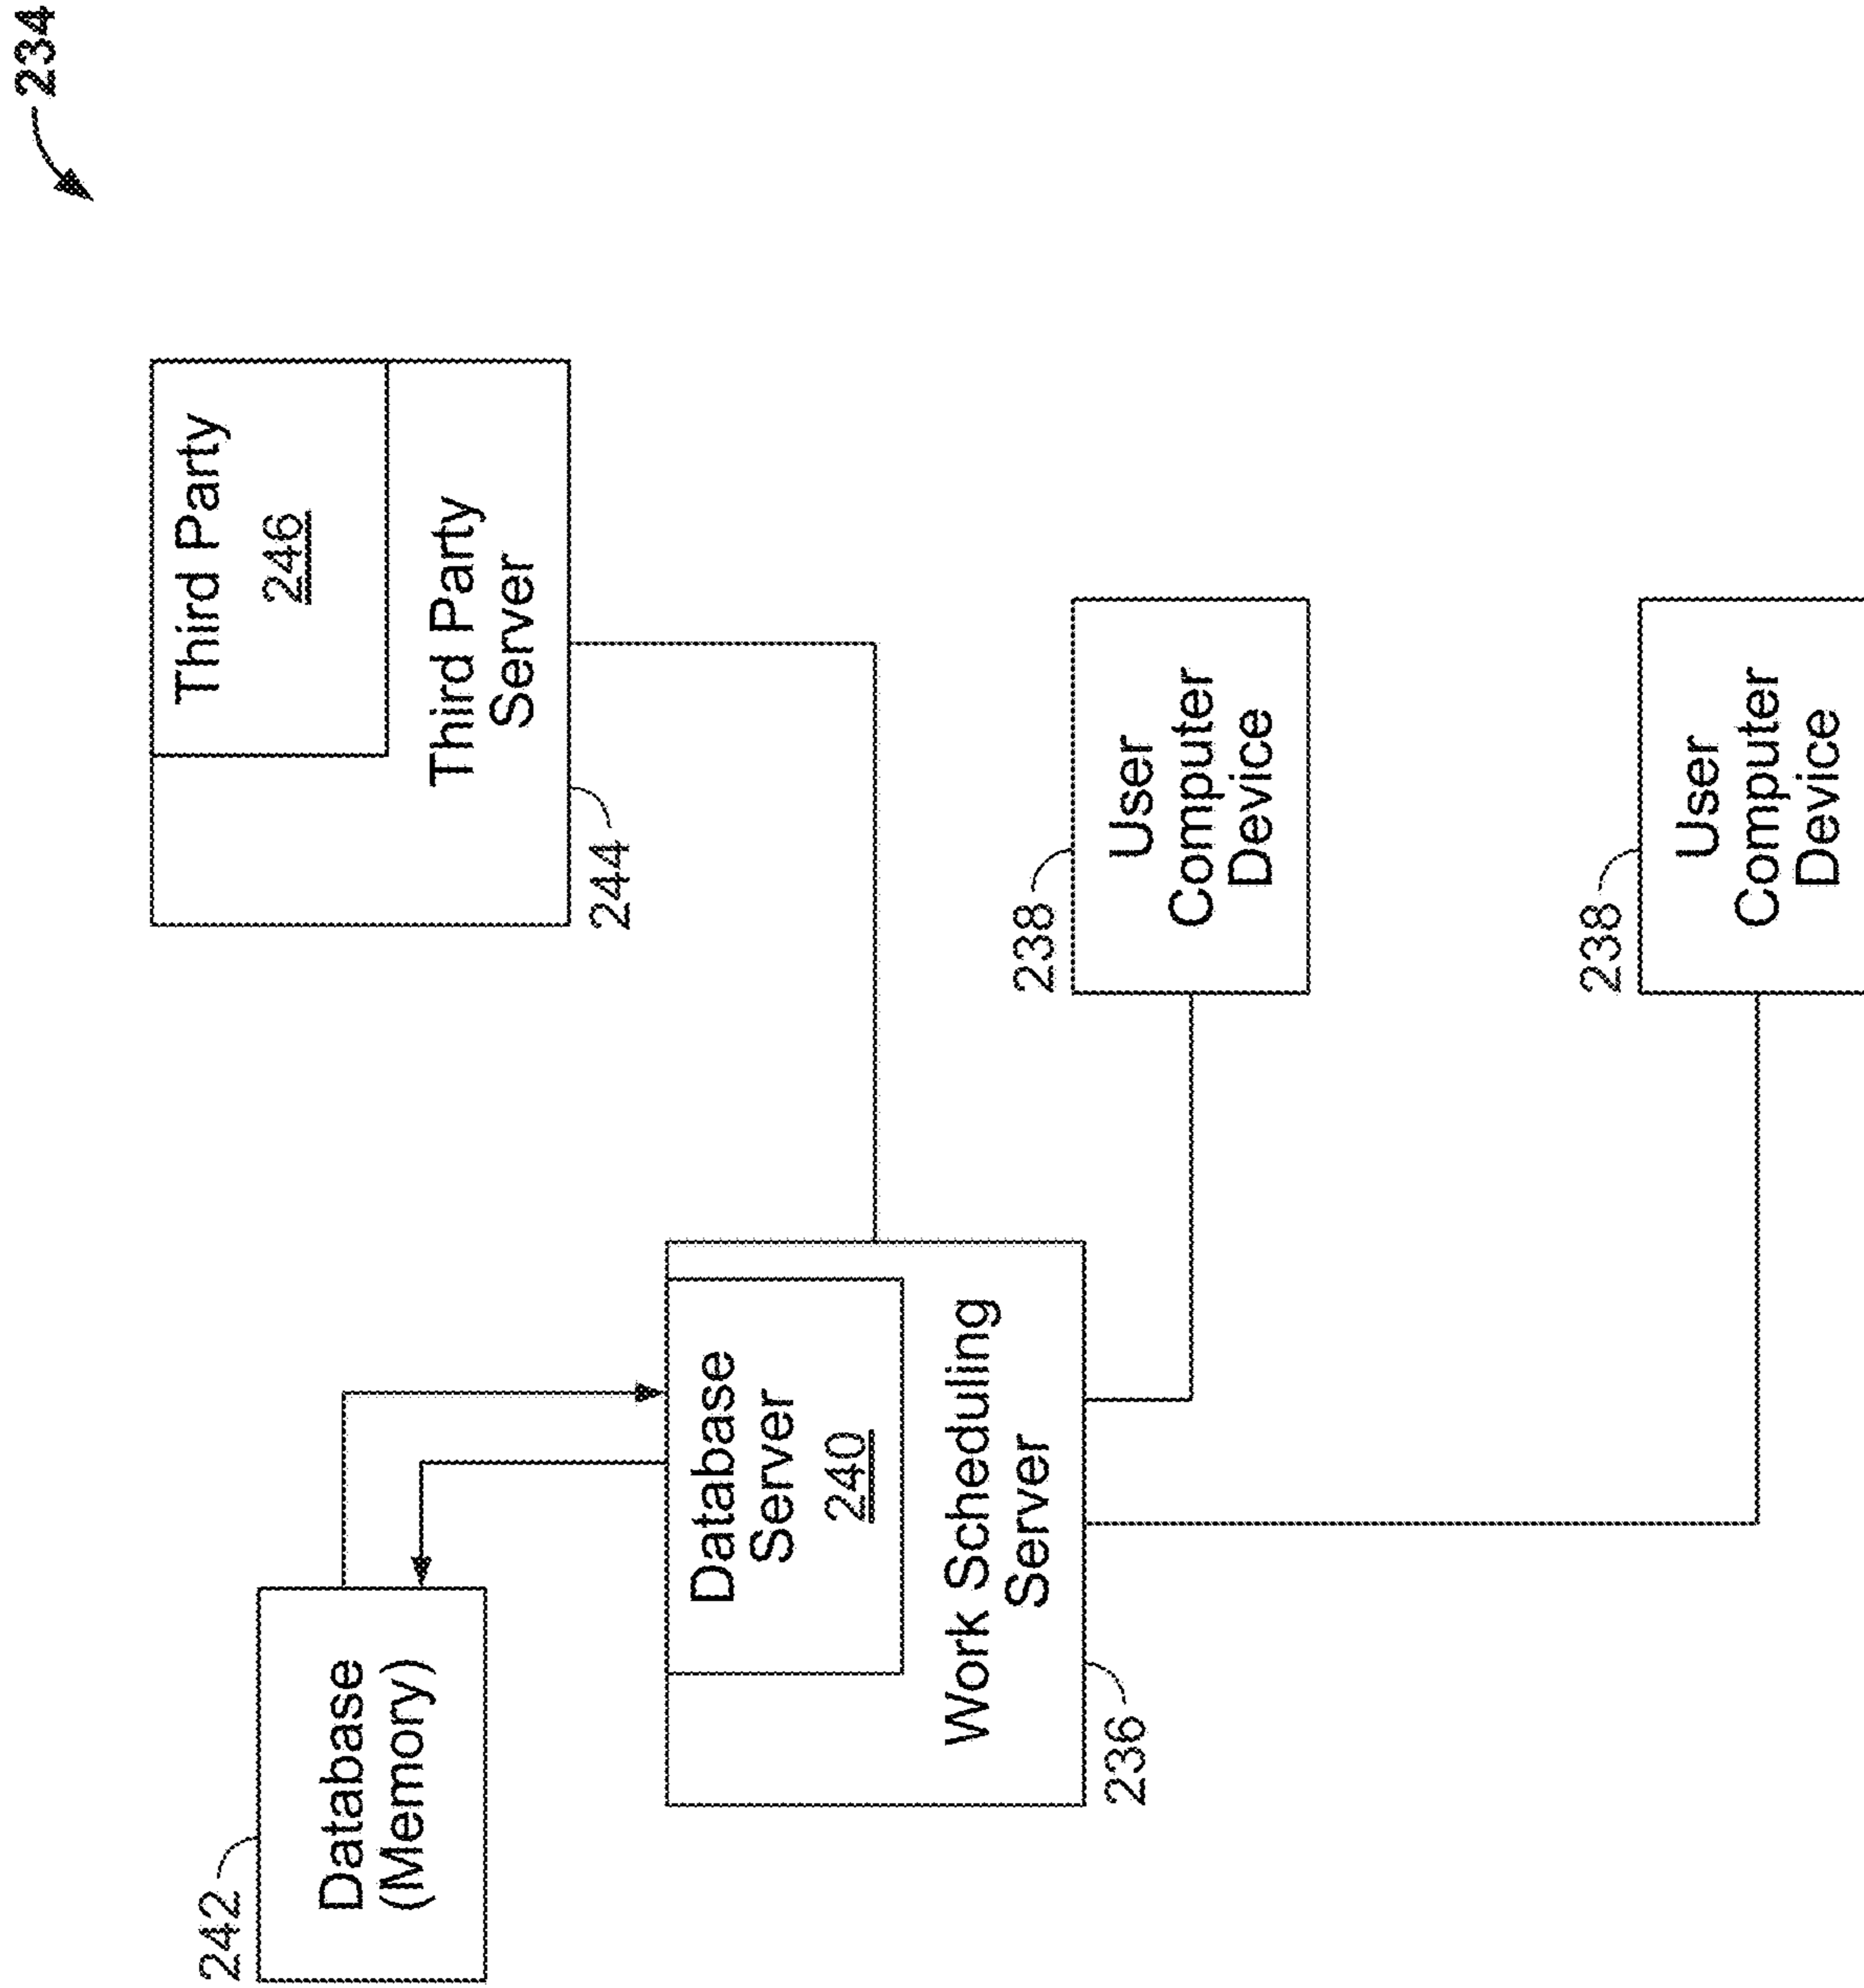 234
Third Party
246
Third Party
Server
244
242
Database
(Memory)
Database
Server
240
Work Scheduling
Server
236
238
User
Computer
Device
238
User
Computer
Device